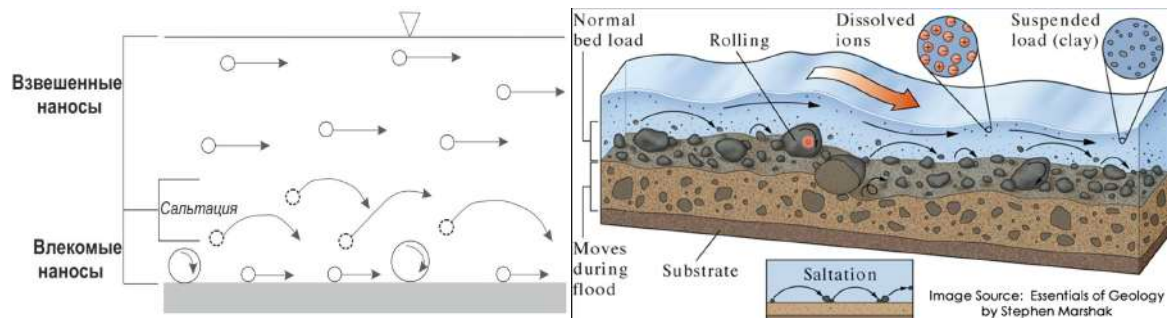 Взвешенные
наносы
Сальтация
Влекомые
наносы
Normal
bed load
Rolling
Dissolved
ions
Suspended
load (clay)
Moves
during
flood
Substrate
Saltation
Image Source: Essentials of Geology
by Stephen Marshak